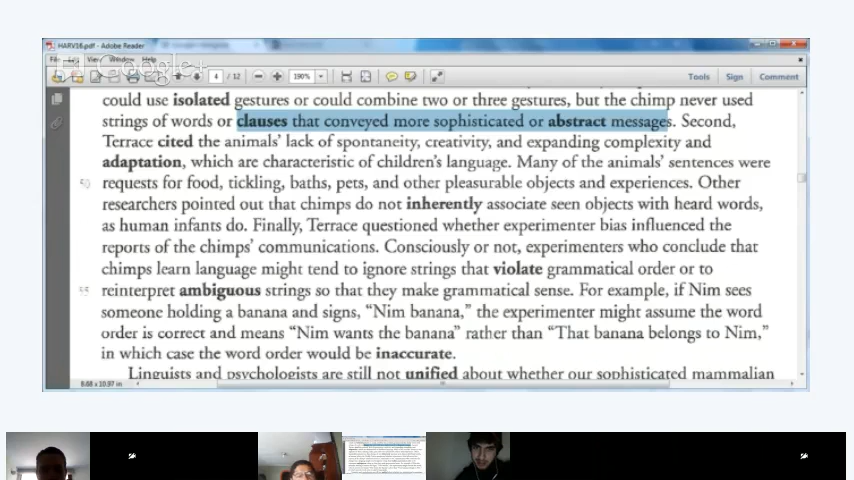 HARV16.pdf - Adobe Reader
Window Help
Google+
4 / 12
190%
Tools Sign Comment
could use isolated gestures or could combine two or three gestures, but the chimp never used
strings of words or clauses that conveyed more sophisticated or abstract messages. Second,
Terrace cited the animals' lack of spontaneity, creativity, and expanding complexity and
adaptation, which are characteristic of children's language. Many of the animals' sentences were
50 requests for food, tickling, baths, pets, and other pleasurable objects and experiences. Other
researchers pointed out that chimps do not inherently associate seen objects with heard words,
as human infants do. Finally, Terrace questioned whether experimenter bias influenced the
reports of the chimps' communications. Consciously or not, experimenters who conclude that
chimps learn language might tend to ignore strings that violate grammatical order or to
55 reinterpret ambiguous strings so that they make grammatical sense. For example, if Nim sees
someone holding a banana and signs, "Nim banana," the experimenter might assume the word
order is correct and means "Nim wants the banana" rather than "That banana belongs to Nim,"
in which case the word order would be inaccurate.
Linguists and psychologists are still not unified about whether our sophisticated mammalian